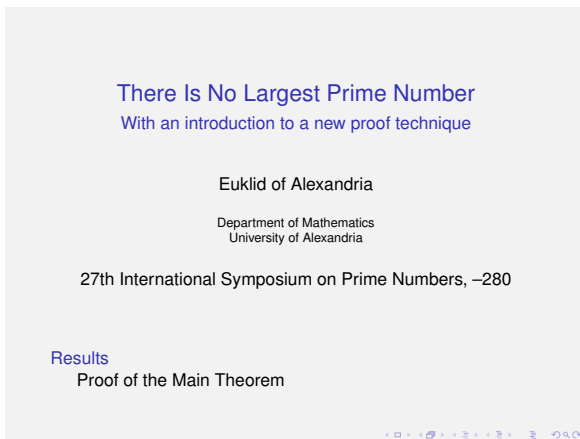 There Is No Largest Prime Number
With an introduction to a new proof technique
Euklid of Alexandria
Department of Mathematics
University of Alexandria
27th International Symposium on Prime Numbers, –280
Results
Proof of the Main Theorem